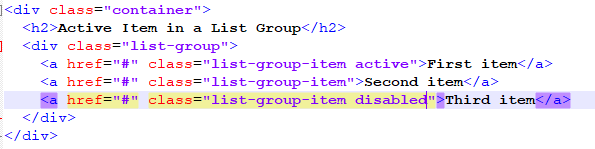 <div class="container">
  <h2>Active Item in a List Group</h2>
  <div class="list-group">
    <a href="#" class="list-group-item active">First item</a>
    <a href="#" class="list-group-item">Second item</a>
    <a href="#" class="list-group-item disabled">Third item</a>
  </div>
</div>